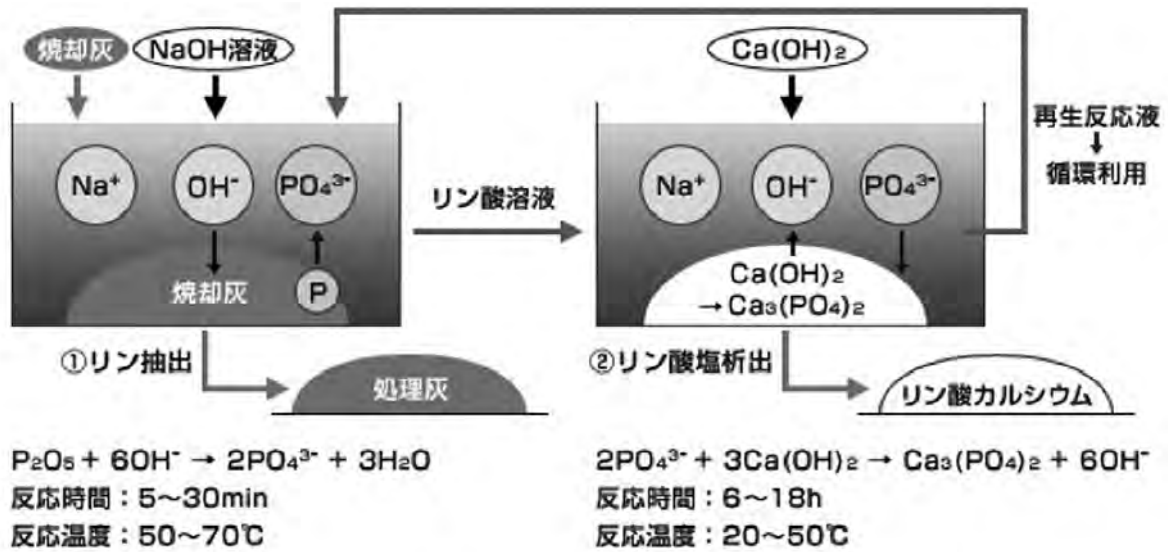 焼却灰
NaOH溶液
Na⁺
OH⁻
PO₄³⁻
焼却灰
P
①リン抽出
処理灰
P₂O₅ + 6OH⁻ → 2PO₄³⁻ + 3H₂O
反応時間：5〜30min
反応温度：50〜70℃
リン酸溶液
Ca(OH)₂
Na⁺
OH⁻
PO₄³⁻
Ca(OH)₂
→Ca₃(PO₄)₂
②リン酸塩析出
リン酸カルシウム
2PO₄³⁻ + 3Ca(OH)₂ → Ca₃(PO₄)₂ + 6OH⁻
反応時間：6〜18h
反応温度：20〜50℃
再生反応液
↓
循環利用